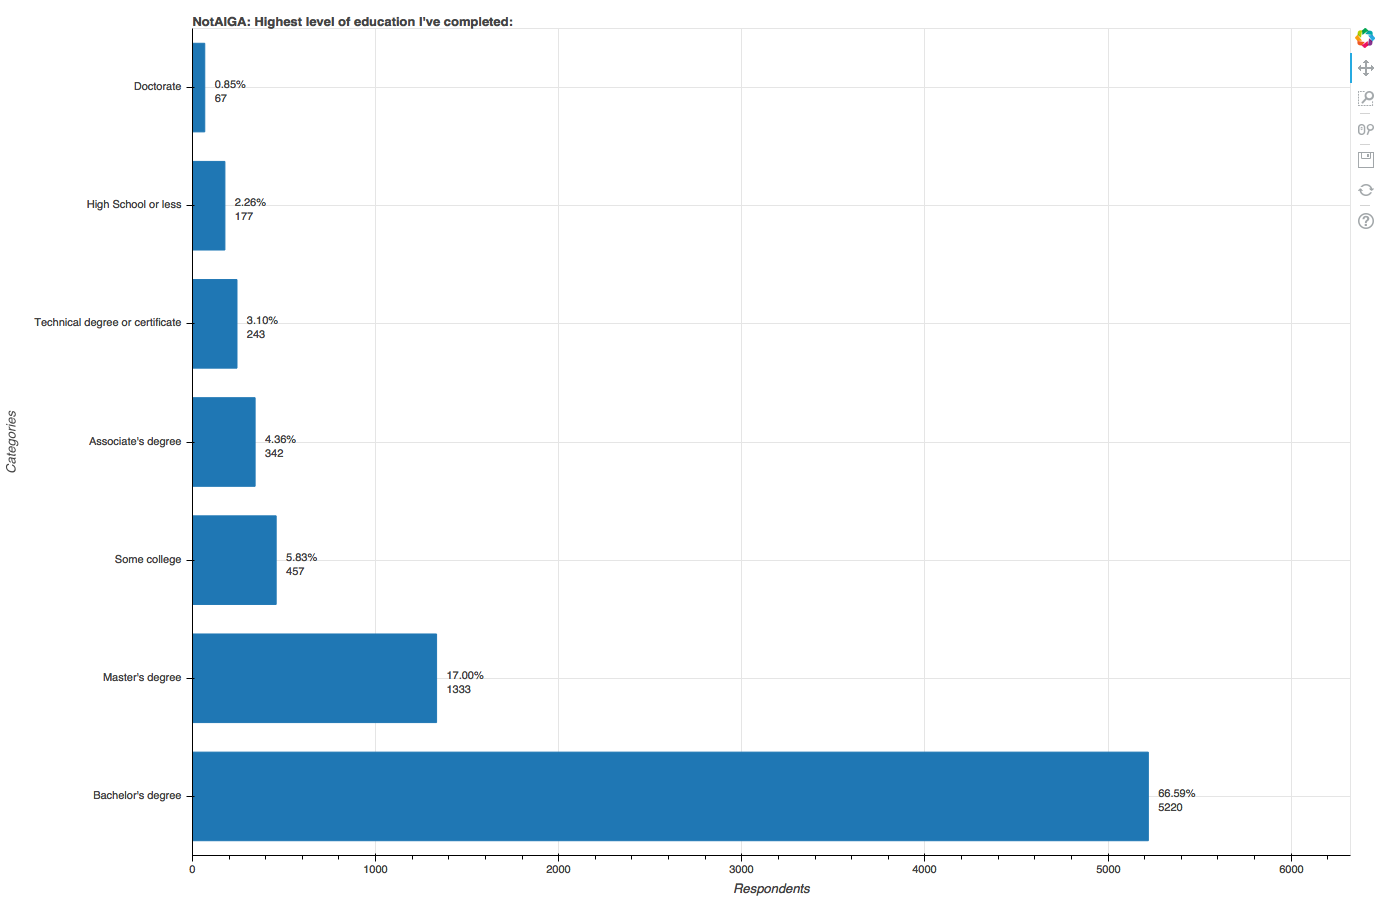 NotAIGA: Highest level of education I've completed:
Doctorate
0.85%
67
High School or less
2.26%
177
Technical degree or certificate
3.10%
243
Associate's degree
4.36%
342
Some college
5.83%
457
Master's degree
17.00%
1333
Bachelor's degree
66.59%
5220
Categories
0 1000 2000 3000 4000 5000 6000
Respondents